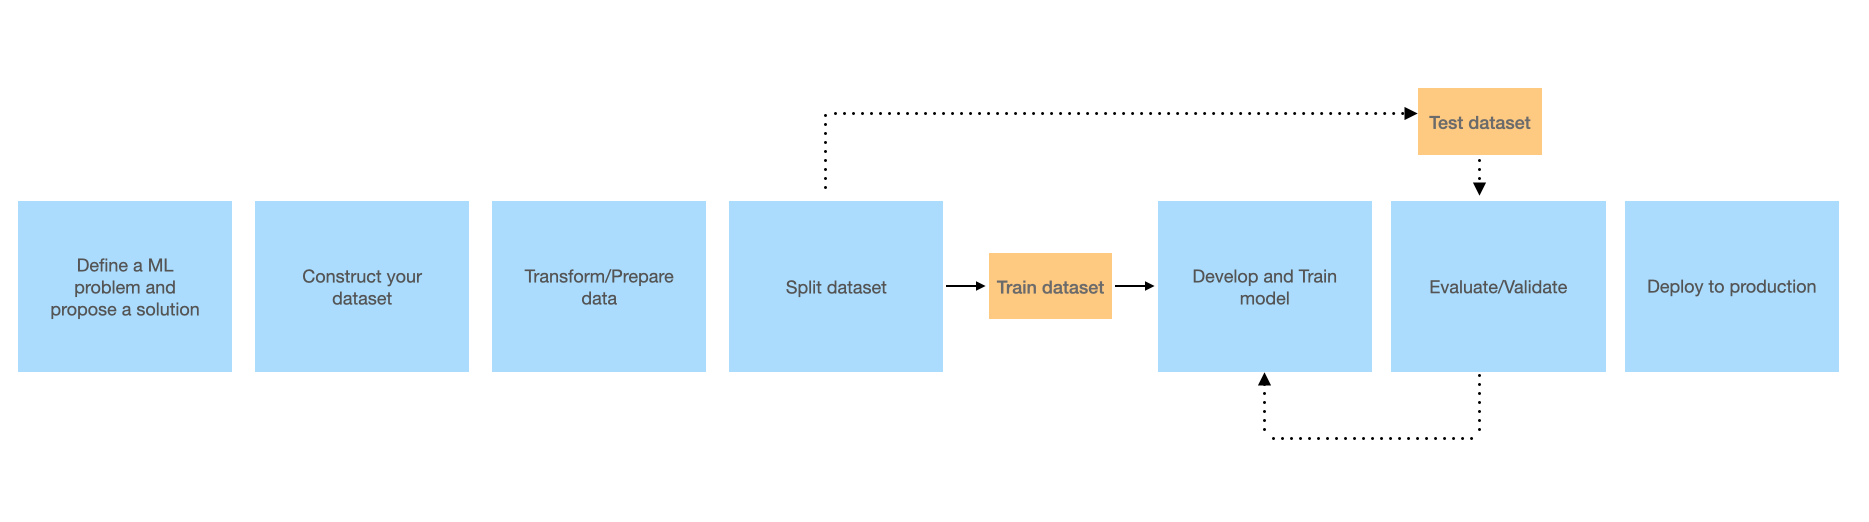 Test dataset
Define a ML
problem and
propose a solution
Construct your
dataset
Transform/Prepare
data
Split dataset
Train dataset
Develop and Train
model
Evaluate/Validate
Deploy to production